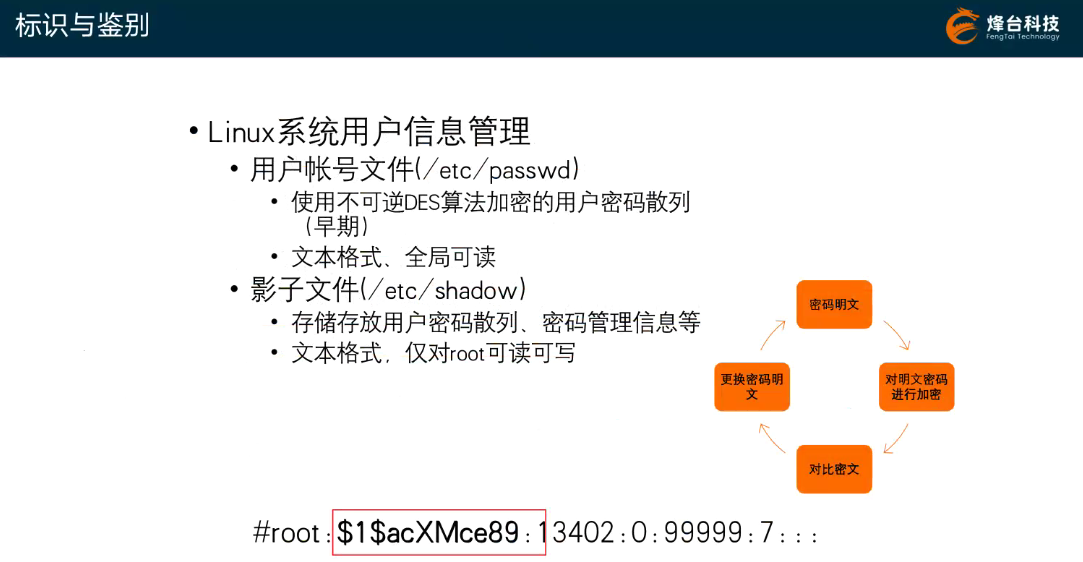 标识与鉴别
烽台科技
FengTai Technology
• Linux系统用户信息管理
• 用户帐号文件(/etc/passwd)
• 使用不可逆DES算法加密的用户密码散列
（早期）
• 文本格式、全局可读
• 影子文件(/etc/shadow)
• 存储存放用户密码散列、密码管理信息等
• 文本格式，仅对root可读可写
密码明文
对明文密码
进行加密
对比密文
更换密码明
文
#root:$1$acXMce89:13402:0:99999:7:::